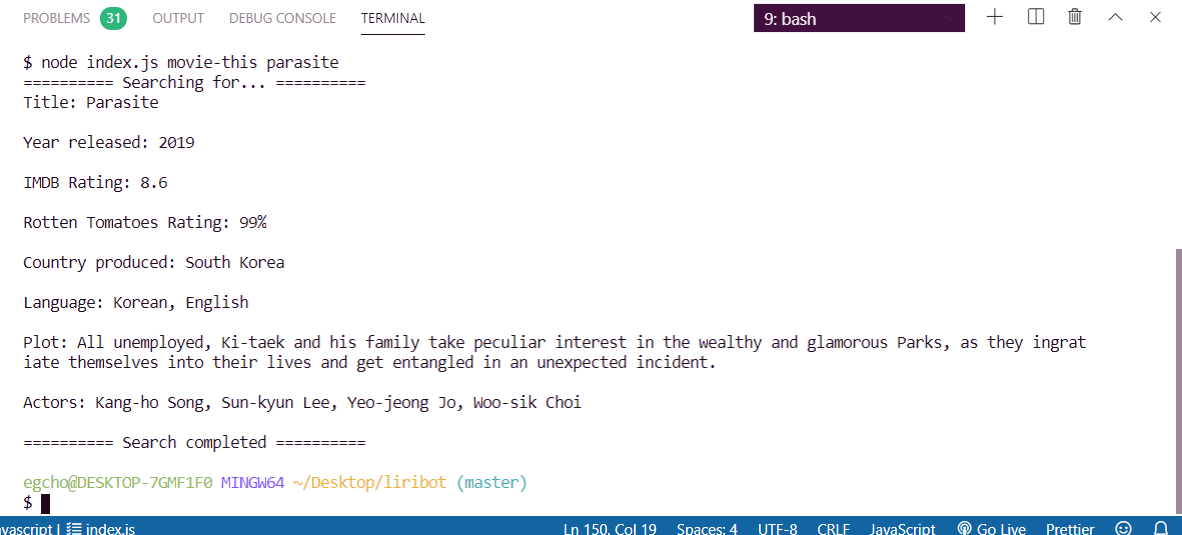 PROBLEMS 31 OUTPUT DEBUG CONSOLE TERMINAL 9: bash
$ node index.js movie-this parasite
========== Searching for... ==========
Title: Parasite
Year released: 2019
IMDB Rating: 8.6
Rotten Tomatoes Rating: 99%
Country produced: South Korea
Language: Korean, English
Plot: All unemployed, Ki-taek and his family take peculiar interest in the wealthy and glamorous Parks, as they ingrat
iate themselves into their lives and get entangled in an unexpected incident.
Actors: Kang-ho Song, Sun-kyun Lee, Yeo-jeong Jo, Woo-sik Choi
========== Search completed ==========
egcho@DESKTOP-7GMF1F0 MINGW64 ~/Desktop/liribot (master)
$
avascript | index.js Ln 150, Col 19 Spaces: 4 UTF-8 CRLF JavaScript Go Live Prettier